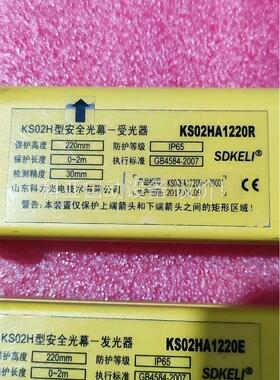 KS02H型安全光幕—受光器 KS02HA1220R
保护高度 220mm 防护等级 IP65 SDKELI
保护长度 0~2m 执行标准 GB4584-2007
检测精度 30mm
山东科力光电技术有限公司
警告：本装置仅保护上端箭头和下端箭头之间的矩形区域！
KS02H型安全光幕—发光器 KS02HA1220E
保护高度 220mm 防护等级 IP65 SDKELI
0~2m 执行标准 GB4584-2007